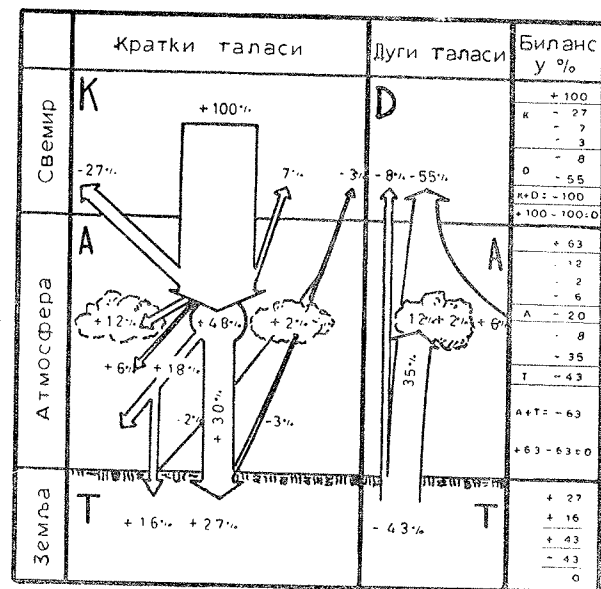 Кратки таласи
Дуги таласи
Биланс
у %
Свемир
К
+100%
-27%
7%
-3%
D
-8%
-55%
+ 100
К - 27
- 7
- 3
- 8
D - 55
К+D = - 100
+100 - 100=0
Атмосфера
А
+12%
+48%
+2%
+6%
+18%
-2%
+30%
-3%
А
12%+2%
+6%
35%
+ 63
12
2
- 6
А - 20
8
- 35
Т - 43
А+Т= -63
+63 -63=0
Земља
Т
+16%
+27%
- 43%
Т
+ 27
+ 16
+ 43
- 43
0